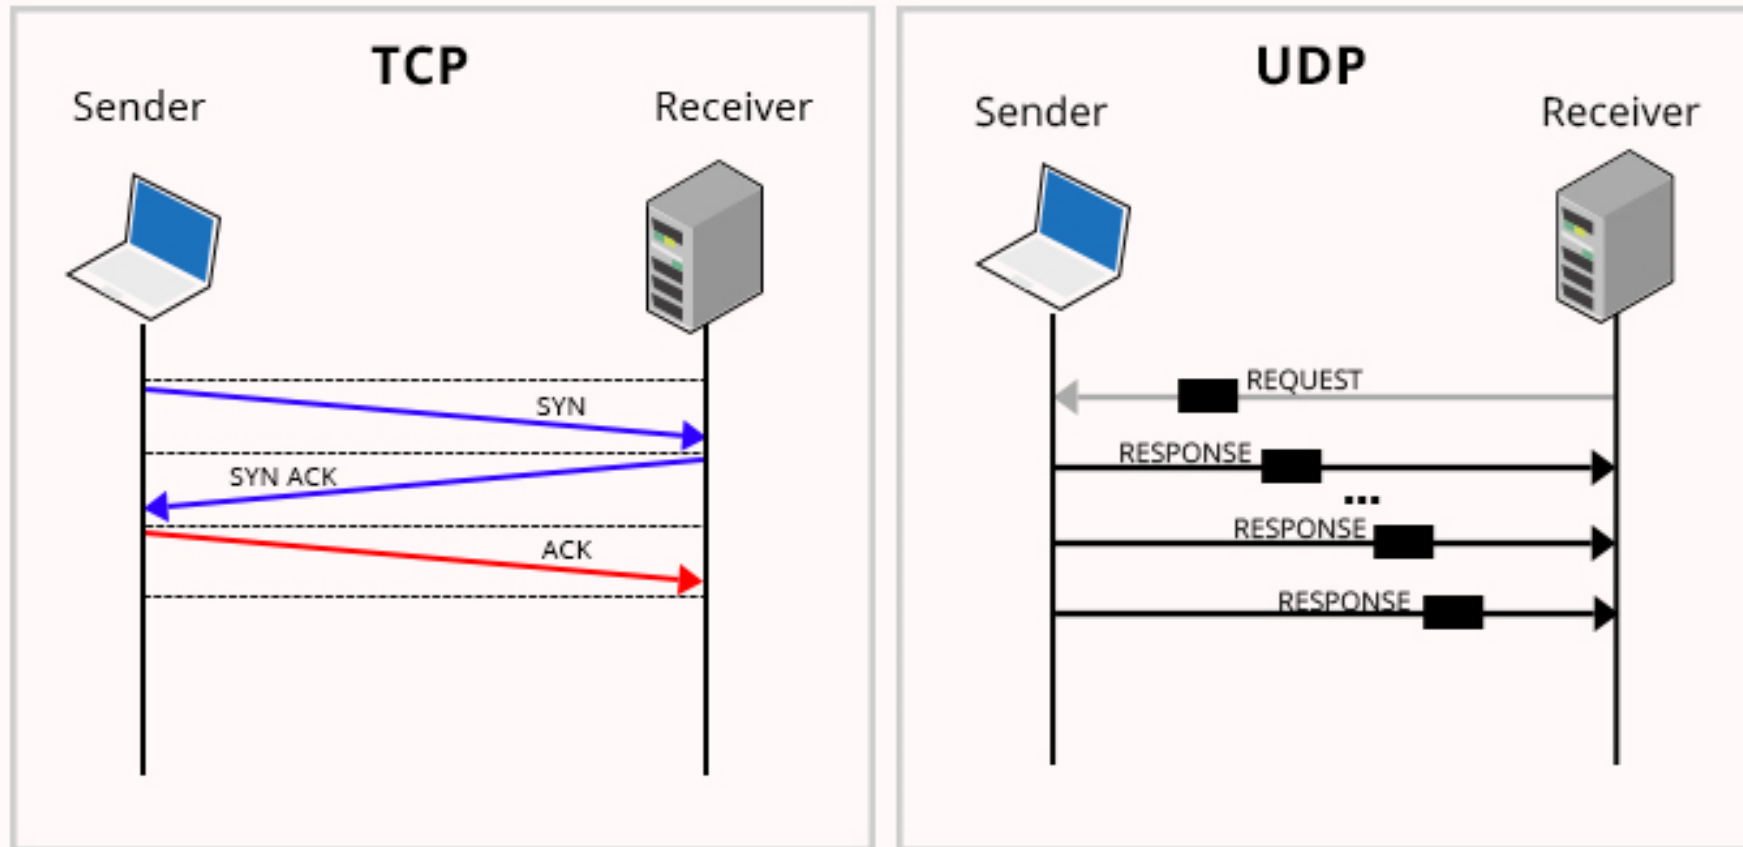 TCP
Sender
Receiver
SYN
SYN ACK
ACK
UDP
Sender
Receiver
REQUEST
RESPONSE
...
RESPONSE
RESPONSE